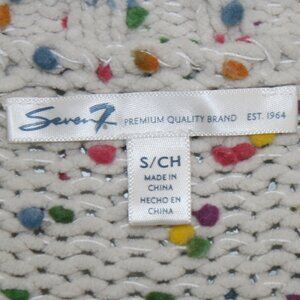 Seven7 PREMIUM QUALITY BRAND EST. 1964
S/CH
MADE IN
CHINA
HECHO EN
CHINA